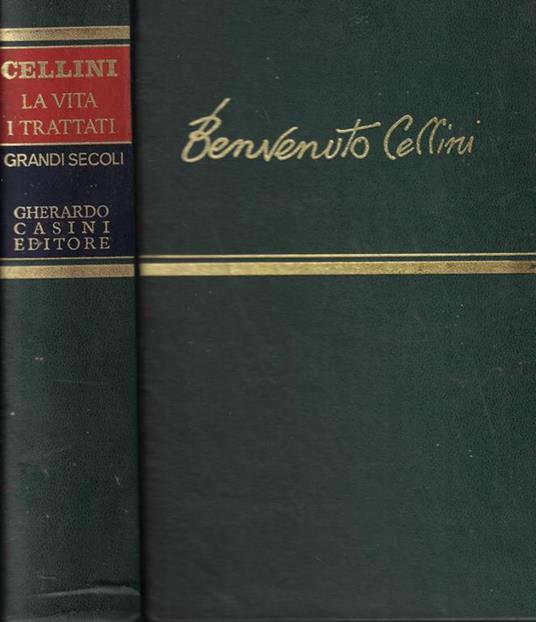 CELLINI
LA VITA
I TRATTATI
GRANDI SECOLI
GHERARDO
CASINI
EDITORE
Benvenuto Cellini